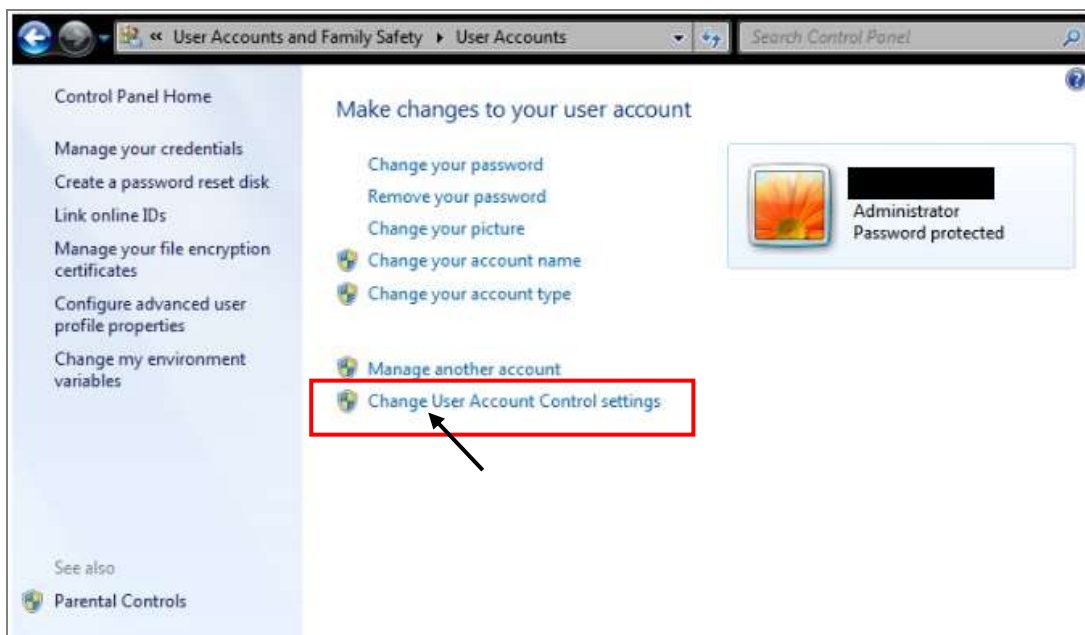 « User Accounts and Family Safety ▸ User Accounts
Search Control Panel
Control Panel Home
Manage your credentials
Create a password reset disk
Link online IDs
Manage your file encryption
certificates
Configure advanced user
profile properties
Change my environment
variables
See also
Parental Controls
Make changes to your user account
Change your password
Remove your password
Change your picture
Change your account name
Change your account type
Manage another account
Change User Account Control settings
Administrator
Password protected